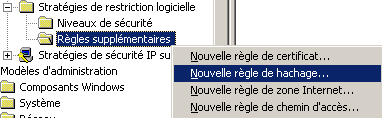 Stratégies de restriction logicielle
Niveaux de sécurité
Règles supplémentaires
Stratégies de sécurité IP su
Modèles d'administration
Composants Windows
Système
Réseau
Nouvelle règle de certificat...
Nouvelle règle de hachage...
Nouvelle règle de zone Internet...
Nouvelle règle de chemin d'accès...